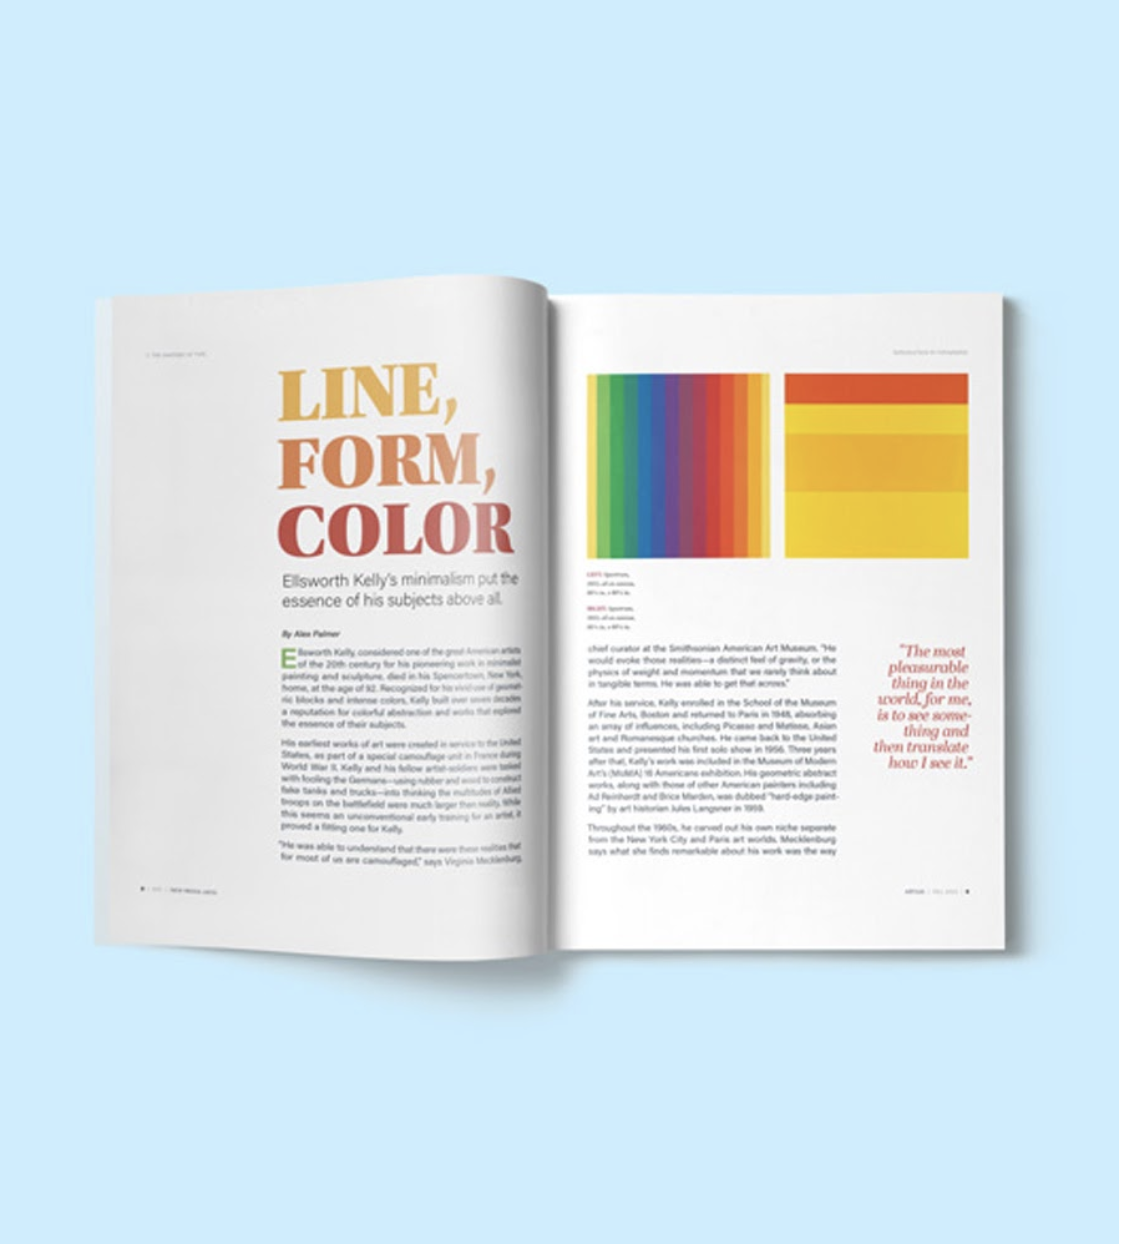 THE ANATOMY OF TYPE
LINE,
FORM,
COLOR
Ellsworth Kelly's minimalism put the
essence of his subjects above all.
By Alex Palmer
Ellsworth Kelly, considered one of the great American artists
of the 20th century for his pioneering work in minimalist
painting and sculpture, died in his Spencertown, New York,
home, at the age of 92. Recognized for his vivid use of geomet-
ric blocks and intense colors, Kelly built over seven decades
a reputation for colorful abstraction and works that explored
the essence of their subjects.
His earliest works of art were created in service to the United
States, as part of a special camouflage unit in France during
World War II. Kelly and his fellow artist-soldiers were tasked
with fooling the Germans—using rubber and wood to construct
fake tanks and trucks—into thinking the multitudes of Allied
troops on the battlefield were much larger than reality. While
this seems an unconventional early training for an artist, it
proved a fitting one for Kelly.
"He was able to understand that there were these realities that
for most of us are camouflaged," says Virginia Mecklenburg,
LEFT: Spectrum,
RIGHT: Spectrum,
chief curator at the Smithsonian American Art Museum. "He
would evoke those realities—a distinct feel of gravity, or the
physics of weight and momentum that we rarely think about
in tangible terms. He was able to get that across."
After his service, Kelly enrolled in the School of the Museum
of Fine Arts, Boston and returned to Paris in 1948, absorbing
an array of influences, including Picasso and Matisse, Asian
art and Romanesque churches. He came back to the United
States and presented his first solo show in 1956. Three years
after that, Kelly's work was included in the Museum of Modern
Art's (MoMA) 16 Americans exhibition. His geometric abstract
works, along with those of other American painters including
Ad Reinhardt and Brice Marden, was dubbed "hard-edge paint-
ing" by art historian Jules Langsner in 1959.
Throughout the 1960s, he carved out his own niche separate
from the New York City and Paris art worlds. Mecklenburg
says what she finds remarkable about his work was the way
"The most
pleasurable
thing in the
world, for me,
is to see some-
thing and
then translate
how I see it."